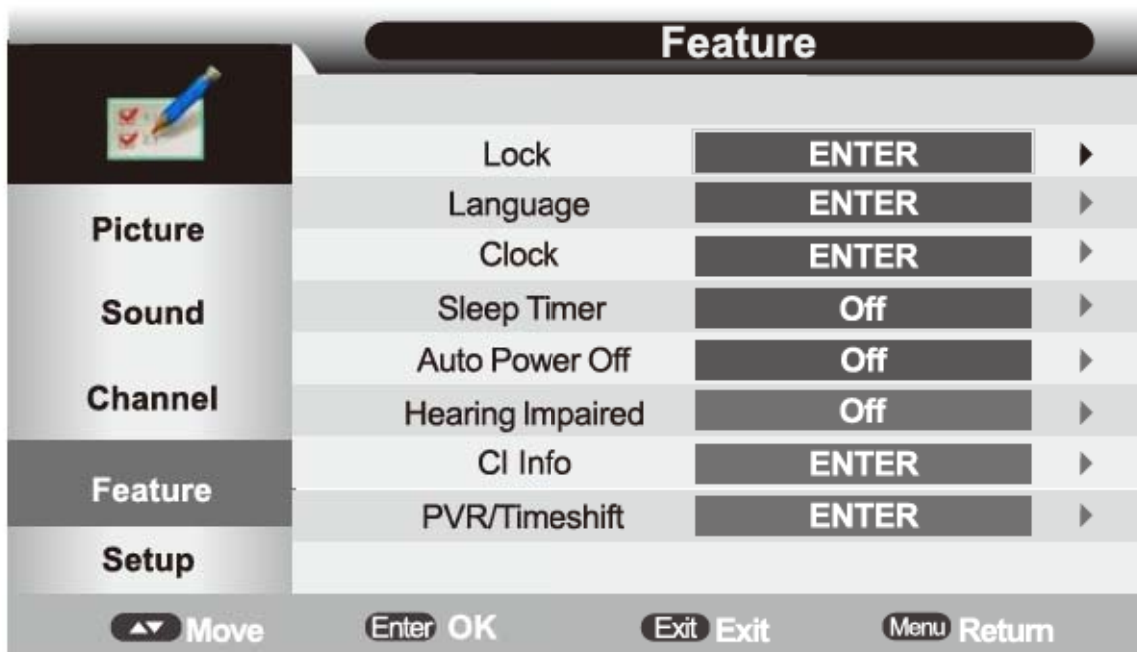 Feature
Picture
Sound
Channel
Feature
Setup
Lock ENTER
Language ENTER
Clock ENTER
Sleep Timer Off
Auto Power Off Off
Hearing Impaired Off
CI Info ENTER
PVR/Timeshift ENTER
Move Enter OK Exit Exit Menu Return